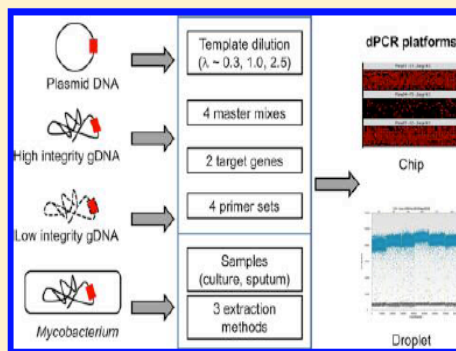 Plasmid DNA
High integrity gDNA
Low integrity gDNA
Mycobacterium
Template dilution
(λ ~ 0.3, 1.0, 2.5)
4 master mixes
2 target genes
4 primer sets
Samples
(culture, sputum)
3 extraction
methods
dPCR platforms
Chip
Droplet